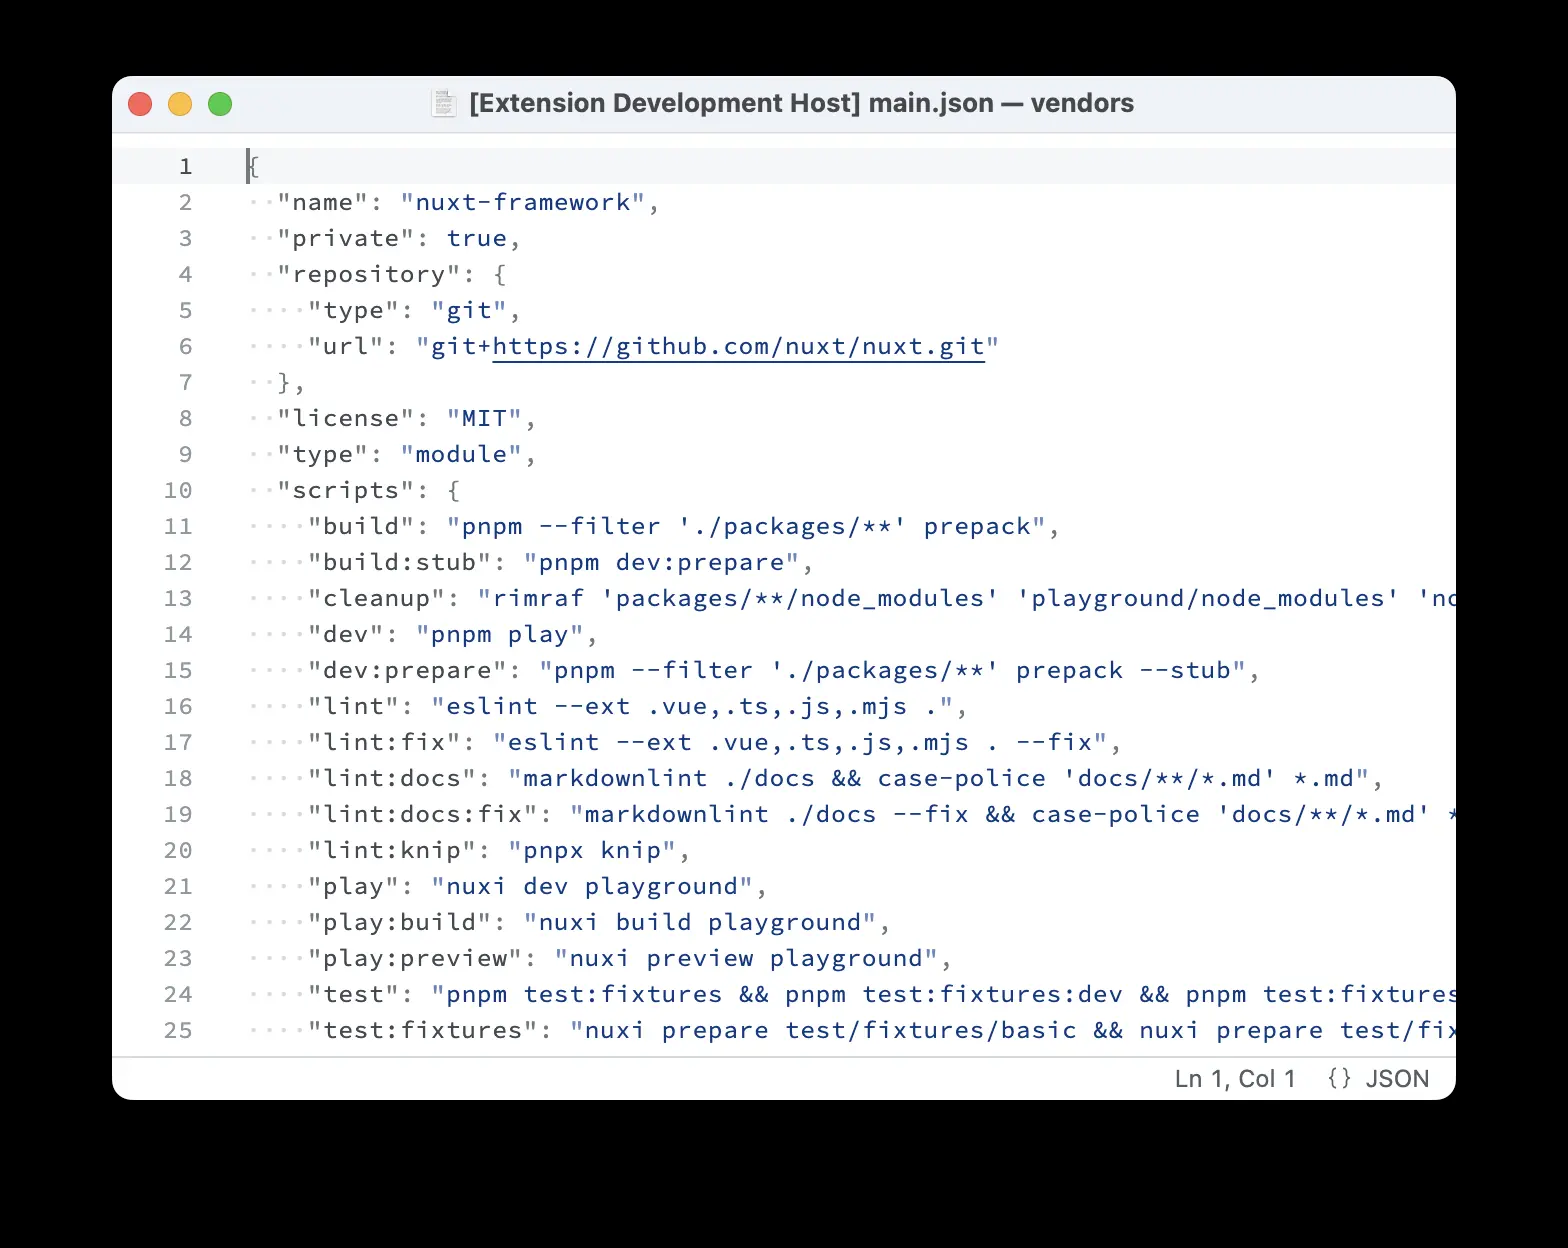 [Extension Development Host] main.json — vendors
1 {
2 ··"name": "nuxt-framework",
3 ··"private": true,
4 ··"repository": {
5 ····"type": "git",
6 ····"url": "git+https://github.com/nuxt/nuxt.git"
7 ··},
8 ··"license": "MIT",
9 ··"type": "module",
10 ··"scripts": {
11 ····"build": "pnpm --filter './packages/**' prepack",
12 ····"build:stub": "pnpm dev:prepare",
13 ····"cleanup": "rimraf 'packages/**/node_modules' 'playground/node_modules'
14 ····"dev": "pnpm play",
15 ····"dev:prepare": "pnpm --filter './packages/**' prepack --stub",
16 ····"lint": "eslint --ext .vue,.ts,.js,.mjs .",
17 ····"lint:fix": "eslint --ext .vue,.ts,.js,.mjs . --fix",
18 ····"lint:docs": "markdownlint ./docs && case-police 'docs/**/*.md' *.md",
19 ····"lint:docs:fix": "markdownlint ./docs --fix && case-police 'docs/**/*.md' *
20 ····"lint:knip": "pnpx knip",
21 ····"play": "nuxi dev playground",
22 ····"play:build": "nuxi build playground",
23 ····"play:preview": "nuxi preview playground",
24 ····"test": "pnpm test:fixtures && pnpm test:fixtures:dev && pnpm test:fixtures
25 ····"test:fixtures": "nuxi prepare test/fixtures/basic && nuxi prepare test/fix
Ln 1, Col 1 {} JSON